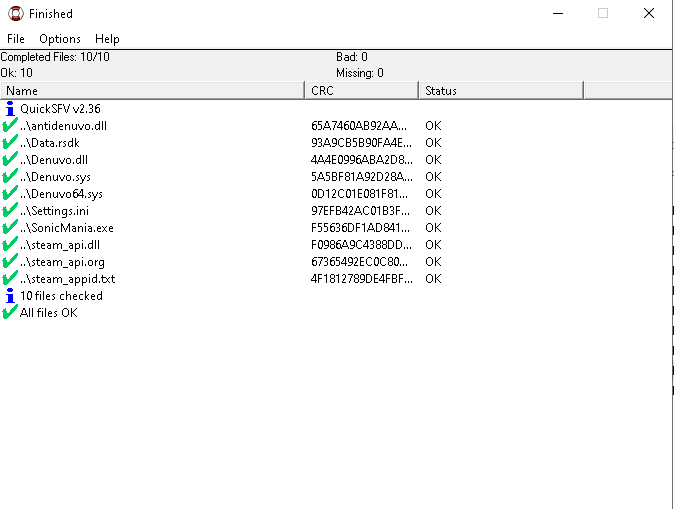 Finished
File Options Help
Completed Files: 10/10 Bad: 0
Ok: 10 Missing: 0
Name CRC Status
QuickSFV v2.36
..\antidenuvo.dll 65A7460AB92AA... OK
..\Data.rsdk 93A9CB5B90FA4E... OK
..\Denuvo.dll 4A4E0996ABA2D8... OK
..\Denuvo.sys 5A5BF81A92D28A... OK
..\Denuvo64.sys 0D12C01E081F81... OK
..\Settings.ini 97EFB42AC01B3F... OK
..\SonicMania.exe F55636DF1AD841... OK
..\steam_api.dll F0986A9C4388DD... OK
..\steam_api.org 67365492EC0C80... OK
..\steam_appid.txt 4F1812789DE4FBF... OK
10 files checked
All files OK